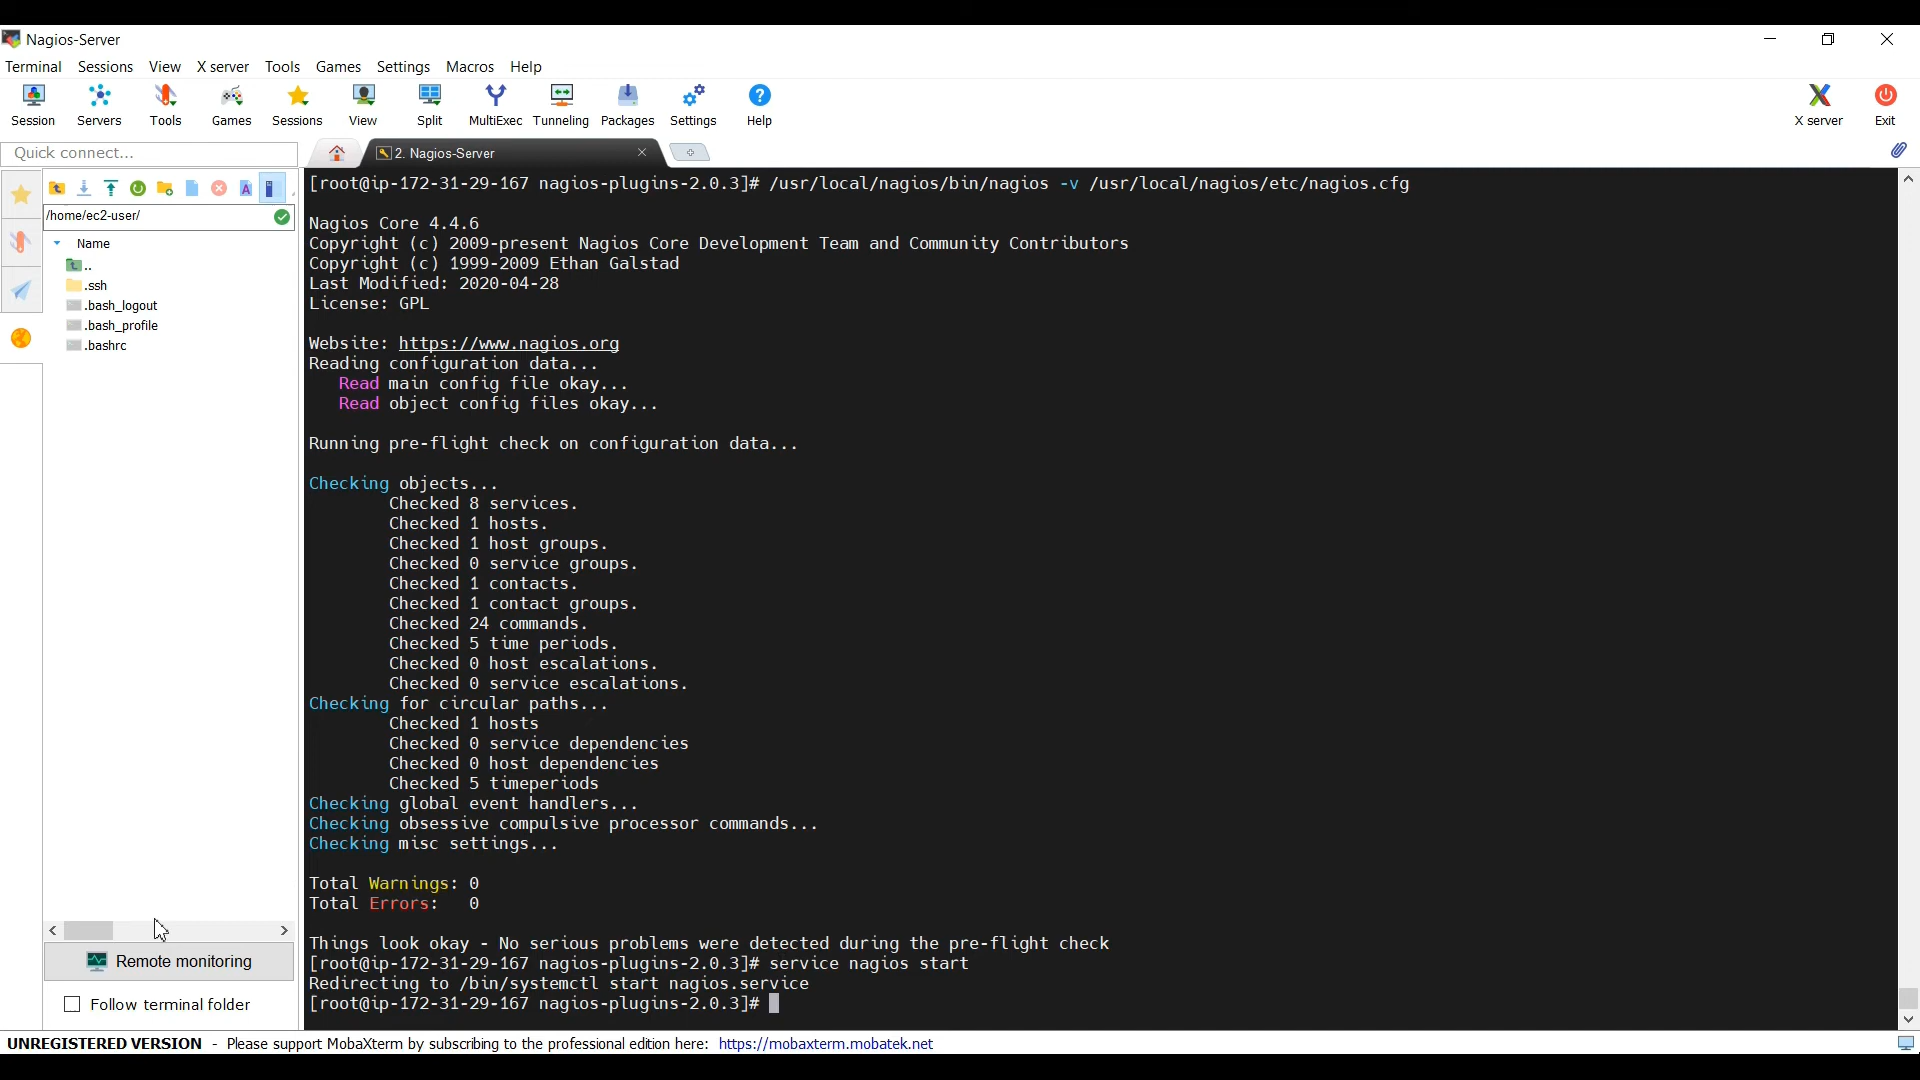 Nagios-Server
Terminal Sessions View X server Tools Games Settings Macros Help
Session Servers Tools Games Sessions View Split MultiExec Tunneling Packages Settings Help X server Exit
Quick connect...
2. Nagios-Server
/home/ec2-user/
Name
..
.ssh
.bash_logout
.bash_profile
.bashrc
Remote monitoring
Follow terminal folder
[root@ip-172-31-29-167 nagios-plugins-2.0.3]# /usr/local/nagios/bin/nagios -v /usr/local/nagios/etc/nagios.cfg
Nagios Core 4.4.6
Copyright (c) 2009-present Nagios Core Development Team and Community Contributors
Copyright (c) 1999-2009 Ethan Galstad
Last Modified: 2020-04-28
License: GPL
Website: https://www.nagios.org
Reading configuration data...
Read main config file okay...
Read object config files okay...
Running pre-flight check on configuration data...
Checking objects...
Checked 8 services.
Checked 1 hosts.
Checked 1 host groups.
Checked 0 service groups.
Checked 1 contacts.
Checked 1 contact groups.
Checked 24 commands.
Checked 5 time periods.
Checked 0 host escalations.
Checked 0 service escalations.
Checking for circular paths...
Checked 1 hosts
Checked 0 service dependencies
Checked 0 host dependencies
Checked 5 timeperiods
Checking global event handlers...
Checking obsessive compulsive processor commands...
Checking misc settings...
Total Warnings: 0
Total Errors: 0
Things look okay - No serious problems were detected during the pre-flight check
[root@ip-172-31-29-167 nagios-plugins-2.0.3]# service nagios start
Redirecting to /bin/systemctl start nagios.service
[root@ip-172-31-29-167 nagios-plugins-2.0.3]#
UNREGISTERED VERSION - Please support MobaXterm by subscribing to the professional edition here: https://mobaxterm.mobatek.net